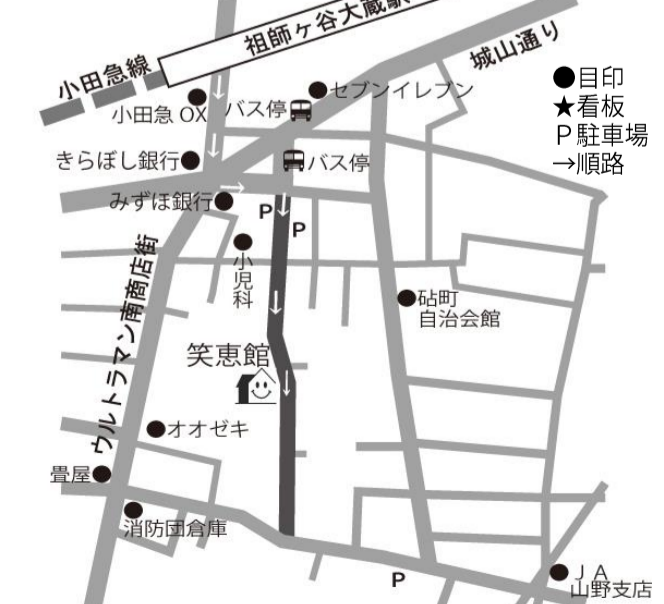 祖師ヶ谷大蔵駅
小田急線
城山通り
セブンイレブン
小田急 OX
バス停
●目印
★看板
P 駐車場
→順路
きらぼし銀行
バス停
みずほ銀行
P
P
小児科
ウルトラマン南商店街
砧町
自治会館
笑恵館
オオゼキ
畳屋
消防団倉庫
P
JA
山野支店